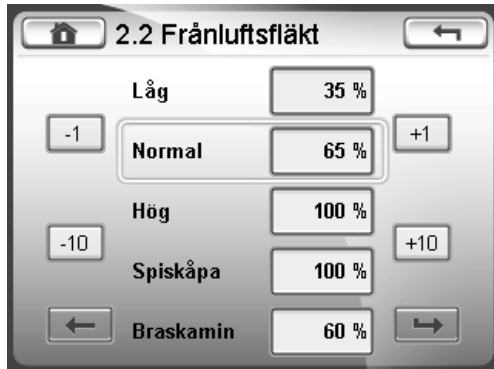 2.2 Frånluftsfläkt
Låg 35 %
-1 +1
Normal 65 %
Hög 100 %
-10 +10
Spiskåpa 100 %
Braskamin 60 %